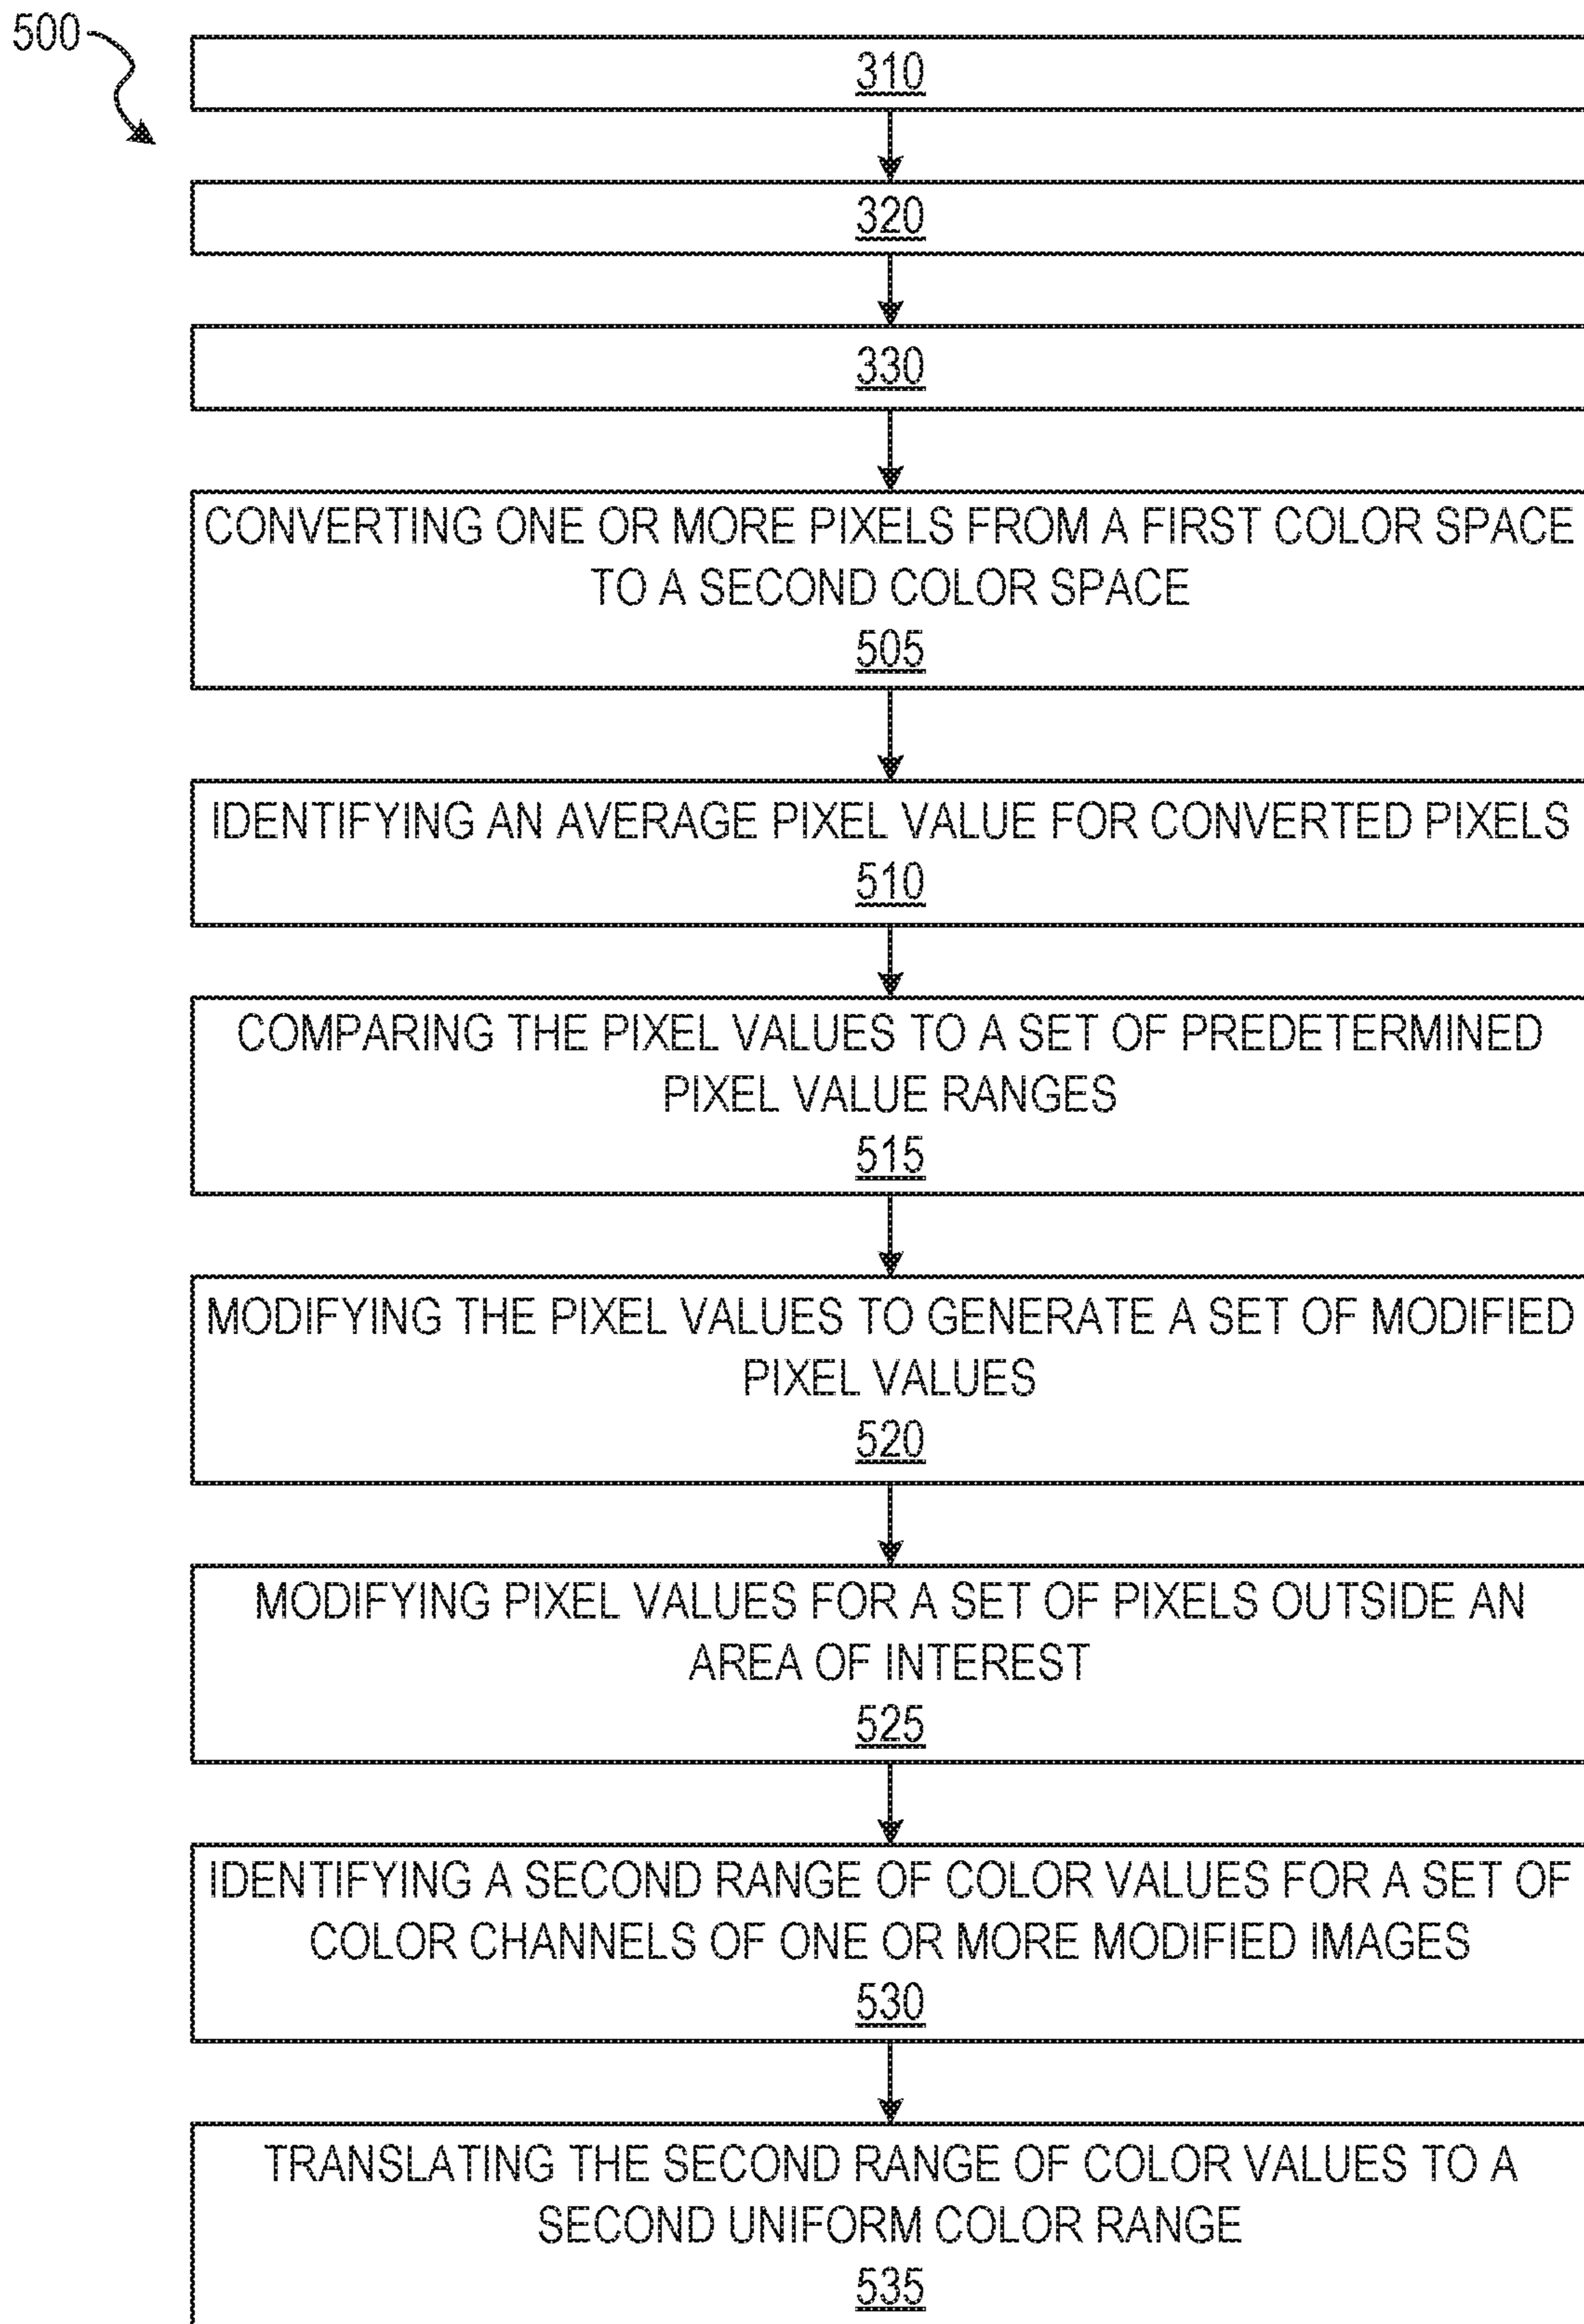 500
310
320
330
CONVERTING ONE OR MORE PIXELS FROM A FIRST COLOR SPACE
TO A SECOND COLOR SPACE
505
IDENTIFYING AN AVERAGE PIXEL VALUE FOR CONVERTED PIXELS
510
COMPARING THE PIXEL VALUES TO A SET OF PREDETERMINED
PIXEL VALUE RANGES
515
MODIFYING THE PIXEL VALUES TO GENERATE A SET OF MODIFIED
PIXEL VALUES
520
MODIFYING PIXEL VALUES FOR A SET OF PIXELS OUTSIDE AN
AREA OF INTEREST
525
IDENTIFYING A SECOND RANGE OF COLOR VALUES FOR A SET OF
COLOR CHANNELS OF ONE OR MORE MODIFIED IMAGES
530
TRANSLATING THE SECOND RANGE OF COLOR VALUES TO A
SECOND UNIFORM COLOR RANGE
535